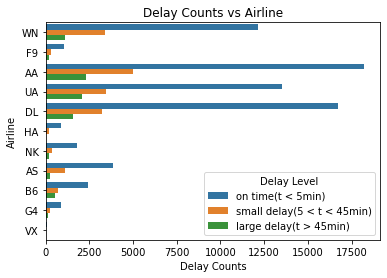 Delay Counts vs Airline
WN
F9
AA
UA
DL
HA
NK
AS
B6
G4
VX
Airline
Delay Level
on time(t < 5min)
small delay(5 < t < 45min)
large delay(t > 45min)
0 2500 5000 7500 10000 12500 15000 17500
Delay Counts